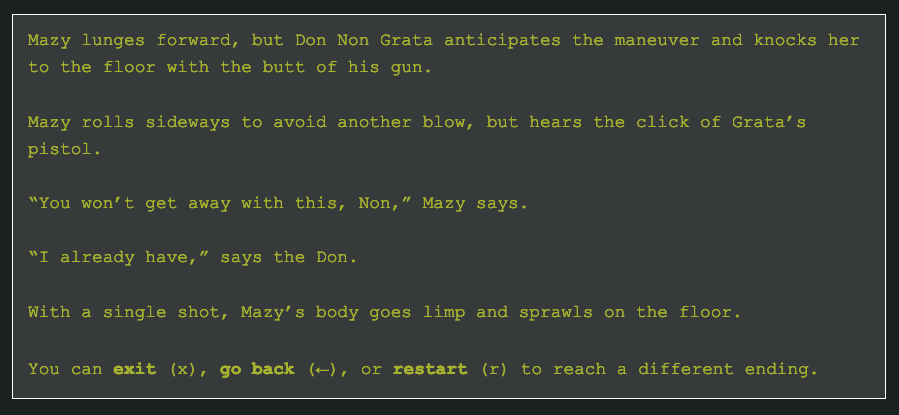 Mazy lunges forward, but Don Non Grata anticipates the maneuver and knocks her
to the floor with the butt of his gun.
Mazy rolls sideways to avoid another blow, but hears the click of Grata’s
pistol.
“You won’t get away with this, Non,” Mazy says.
“I already have,” says the Don.
With a single shot, Mazy’s body goes limp and sprawls on the floor.
You can exit (x), go back (←), or restart (r) to reach a different ending.